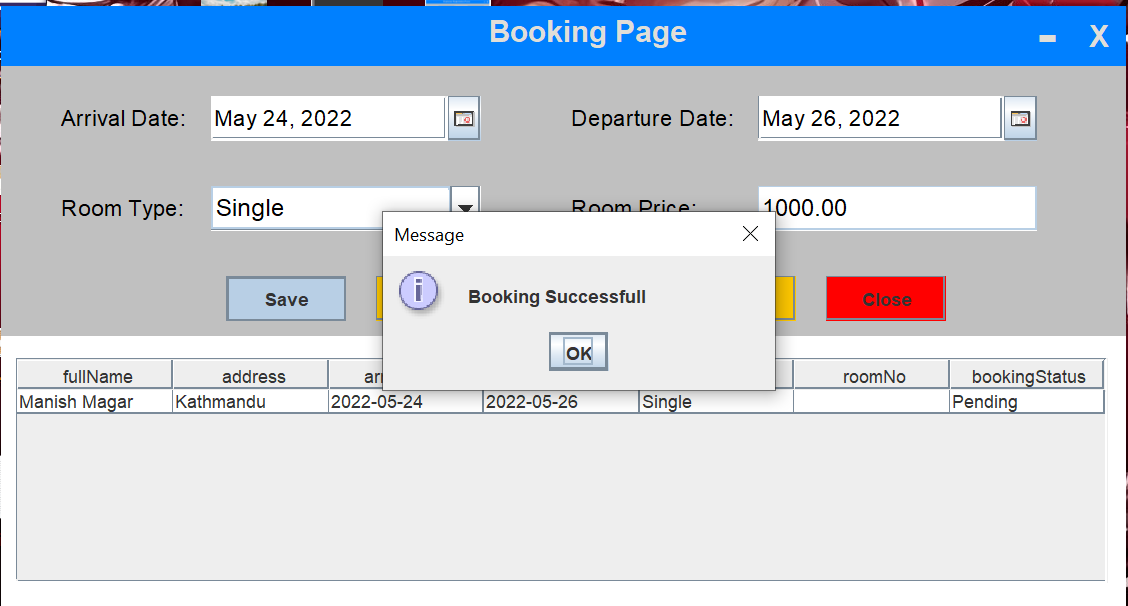 Booking Page
X
Arrival Date: May 24, 2022 Departure Date: May 26, 2022
Room Type: Single Room Price: 1000.00
Message
i Booking Successfull
Save Close
OK
fullName address roomNo bookingStatus
Manish Magar Kathmandu 2022-05-24 2022-05-26 Single Pending